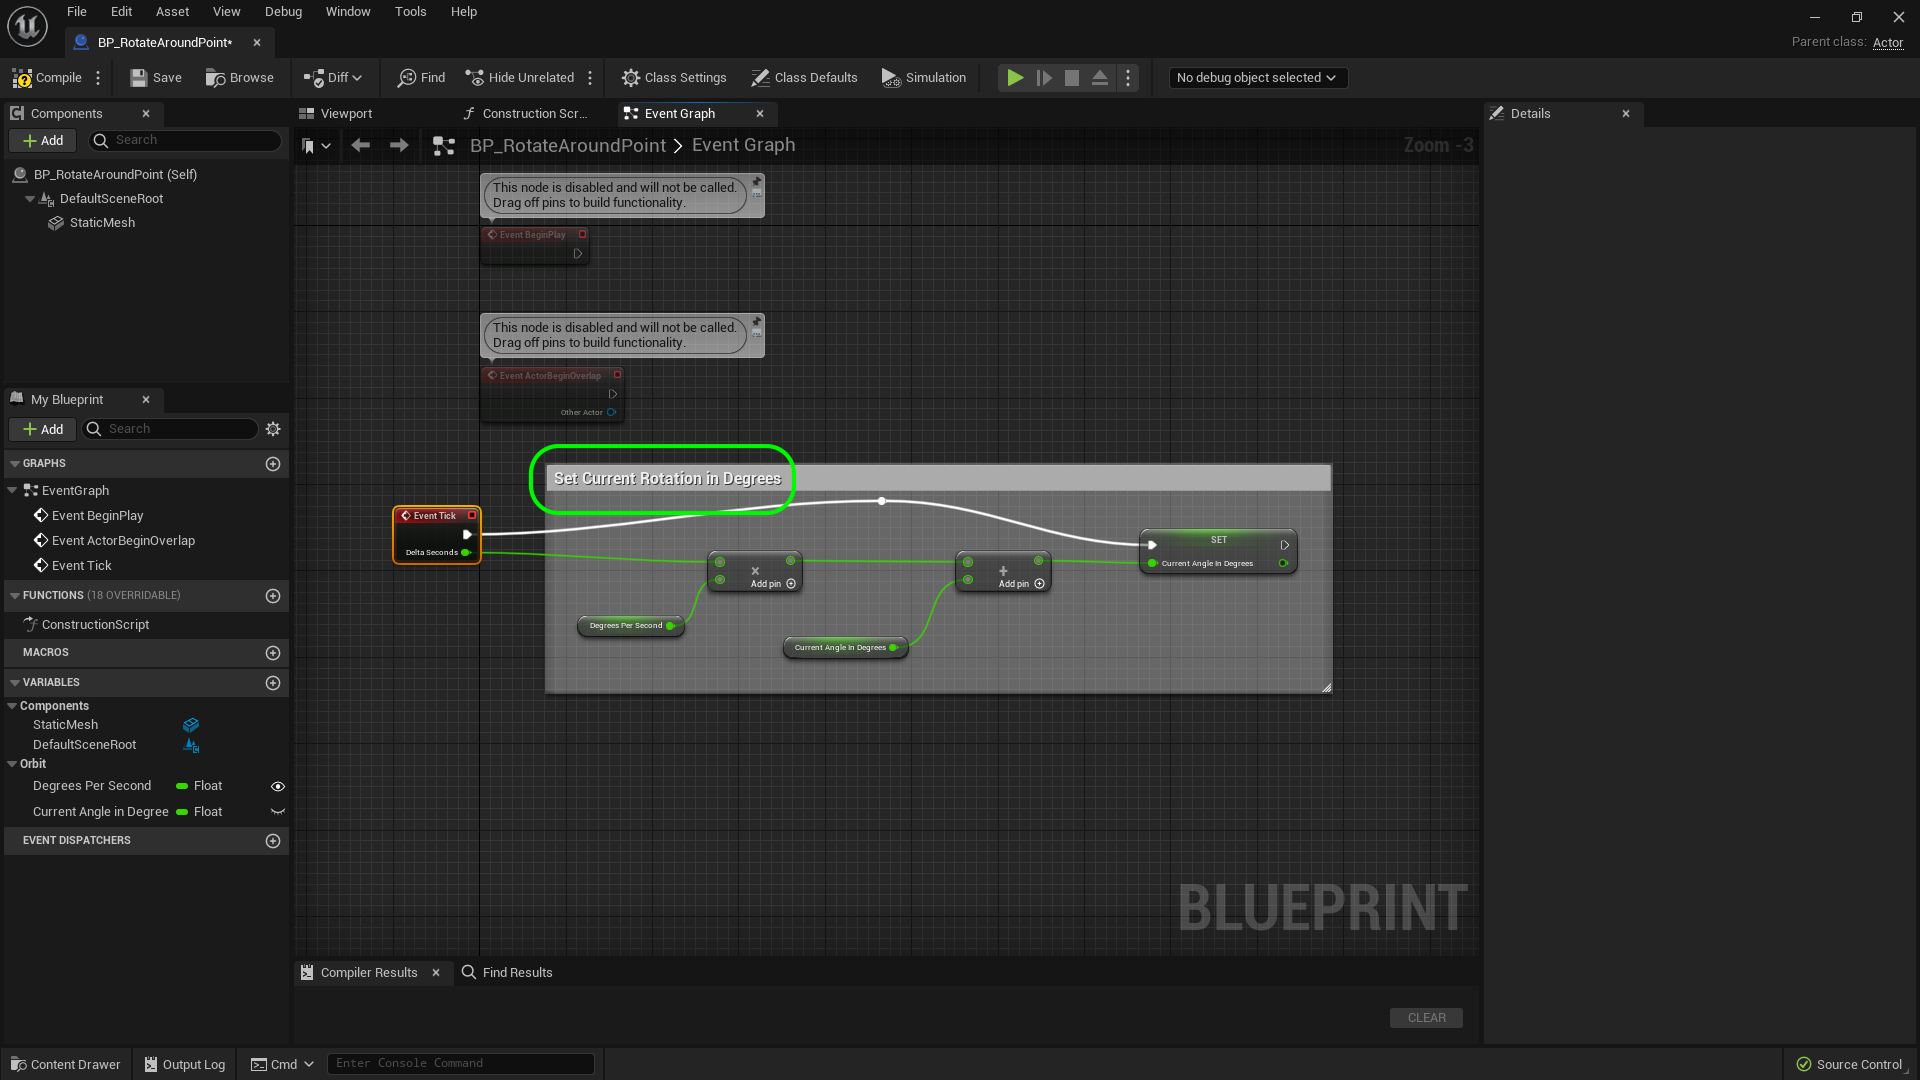 File Edit Asset View Debug Window Tools Help
BP_RotateAroundPoint*
Parent class: Actor
Compile Save Browse Diff Find Hide Unrelated Class Settings Class Defaults Simulation No debug object selected
Components
Viewport Construction Scr... Event Graph
Details
Add Search
BP_RotateAroundPoint > Event Graph
Zoom -3
BP_RotateAroundPoint (Self)
DefaultSceneRoot
StaticMesh
This node is disabled and will not be called.
Drag off pins to build functionality.
Event BeginPlay
This node is disabled and will not be called.
Drag off pins to build functionality.
Event ActorBeginOverlap
Other Actor
My Blueprint
Add Search
GRAPHS
EventGraph
Event BeginPlay
Event ActorBeginOverlap
Event Tick
FUNCTIONS (18 OVERRIDABLE)
ConstructionScript
MACROS
VARIABLES
Components
StaticMesh
DefaultSceneRoot
Orbit
Degrees Per Second Float
Current Angle in Degree Float
EVENT DISPATCHERS
Set Current Rotation in Degrees
Event Tick
Delta Seconds
×
Add pin
+
Add pin
SET
Current Angle in Degrees
Degrees Per Second
Current Angle in Degrees
BLUEPRINT
Compiler Results Find Results
CLEAR
Content Drawer Output Log Cmd Enter Console Command Source Control